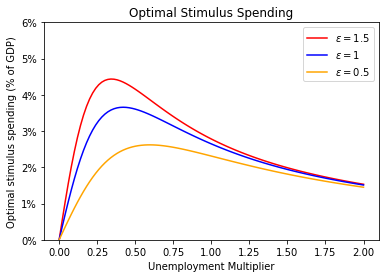 Optimal Stimulus Spending
Optimal stimulus spending (% of GDP)
6%
5%
4%
3%
2%
1%
0%
ε = 1.5
ε = 1
ε = 0.5
0.00 0.25 0.50 0.75 1.00 1.25 1.50 1.75 2.00
Unemployment Multiplier